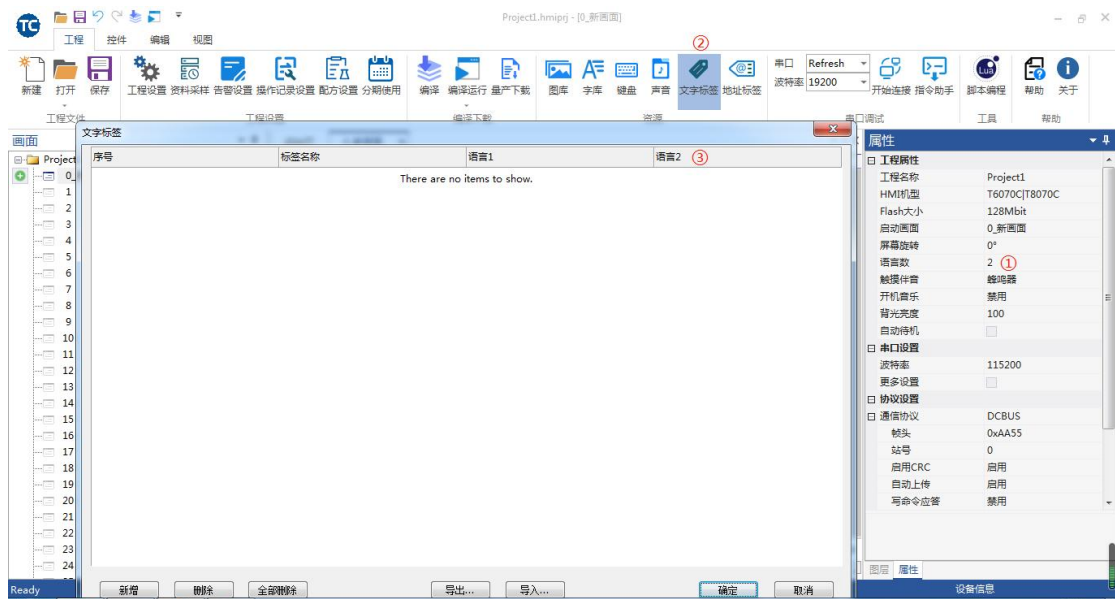 TC
Project1.hmiprj - [0_新画面]
工程 控件 编辑 视图
②
新建 打开 保存 工程设置 资料采样 告警设置 操作记录设置 配方设置 分期使用 编译 编译运行 量产下载 图库 字库 键盘 声音 文字标签 地址标签 串口 Refresh 波特率 19200 开始连接 指令助手 Lua 脚本编程 帮助 关于
工程文件 工程设置 编译下载 资源 串口调试 工具 帮助
画面
Project
0_
1
2
3
4
5
6
7
8
9
10
11
12
13
14
15
16
17
18
19
20
21
22
23
24
文字标签
序号 标签名称 语言1 语言2 ③
There are no items to show.
新增 删除 全部删除 导出... 导入... 确定 取消
属性
工程属性
工程名称 Project1
HMI机型 T6070C|T8070C
Flash大小 128Mbit
启动画面 0_新画面
屏幕旋转 0°
语言数 2 ①
触摸伴音 蜂鸣器
开机音乐 禁用
背光亮度 100
自动待机
串口设置
波特率 115200
更多设置
协议设置
通信协议 DCBUS
帧头 0xAA55
站号 0
启用CRC 启用
自动上传 启用
写命令应答 禁用
图层 属性
Ready 设备信息